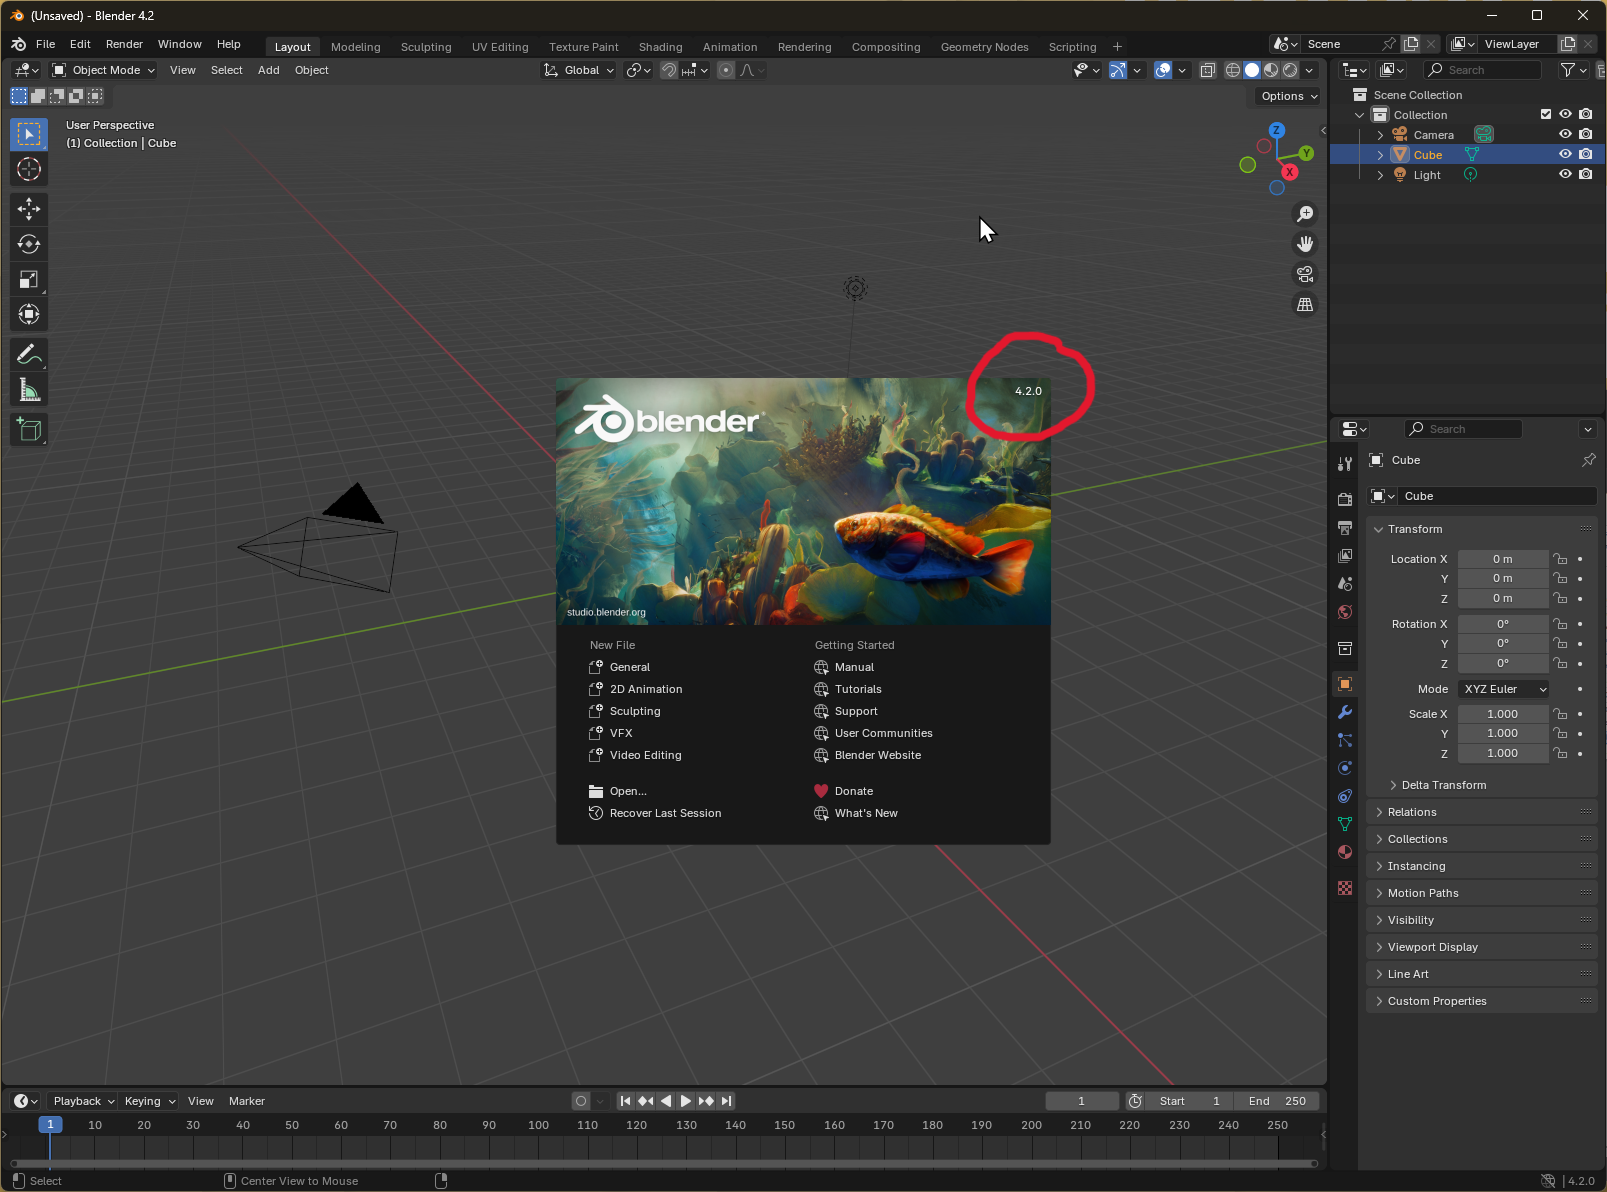 (Unsaved) - Blender 4.2
File Edit Render Window Help Layout Modeling Sculpting UV Editing Texture Paint Shading Animation Rendering Compositing Geometry Nodes Scripting + Scene ViewLayer
Object Mode View Select Add Object Global Search
Options
User Perspective
(1) Collection | Cube
Z
Y
X
Scene Collection
Collection
Camera
Cube
Light
4.2.0
blender
studio.blender.org
New File
General
2D Animation
Sculpting
VFX
Video Editing
Open...
Recover Last Session
Getting Started
Manual
Tutorials
Support
User Communities
Blender Website
Donate
What's New
Search
Cube
Cube
Transform
Location X 0 m
Y 0 m
Z 0 m
Rotation X 0°
Y 0°
Z 0°
Mode XYZ Euler
Scale X 1.000
Y 1.000
Z 1.000
Delta Transform
Relations
Collections
Instancing
Motion Paths
Visibility
Viewport Display
Line Art
Custom Properties
Playback Keying View Marker 1 Start 1 End 250
1 10 20 30 40 50 60 70 80 90 100 110 120 130 140 150 160 170 180 190 200 210 220 230 240 250
Select Center View to Mouse 4.2.0